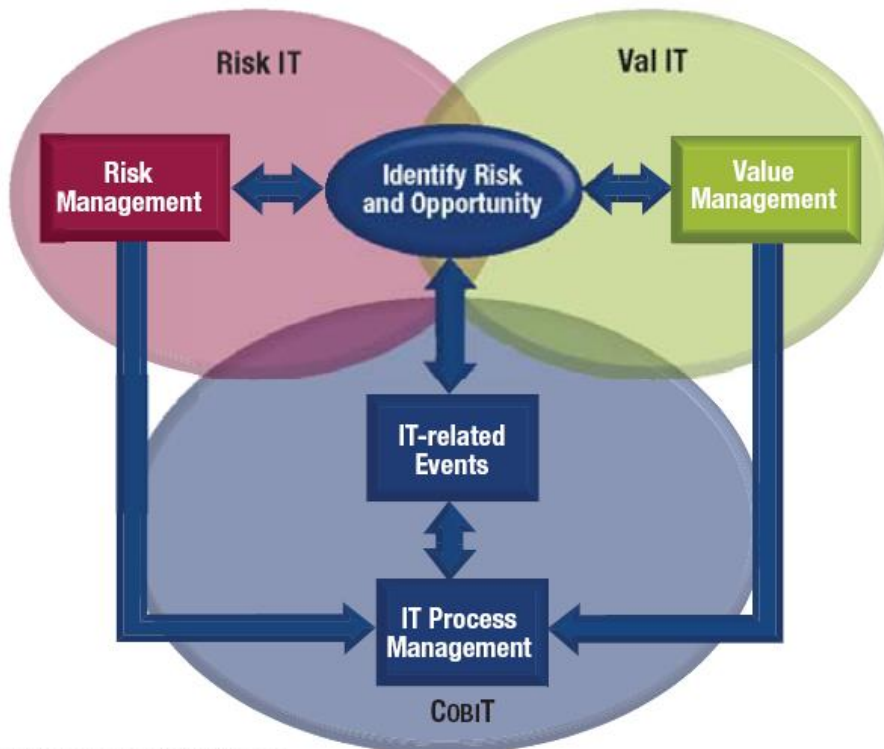 Risk IT
Val IT
Risk
Management
Identify Risk
and Opportunity
Value
Management
IT-related
Events
IT Process
Management
COBIT